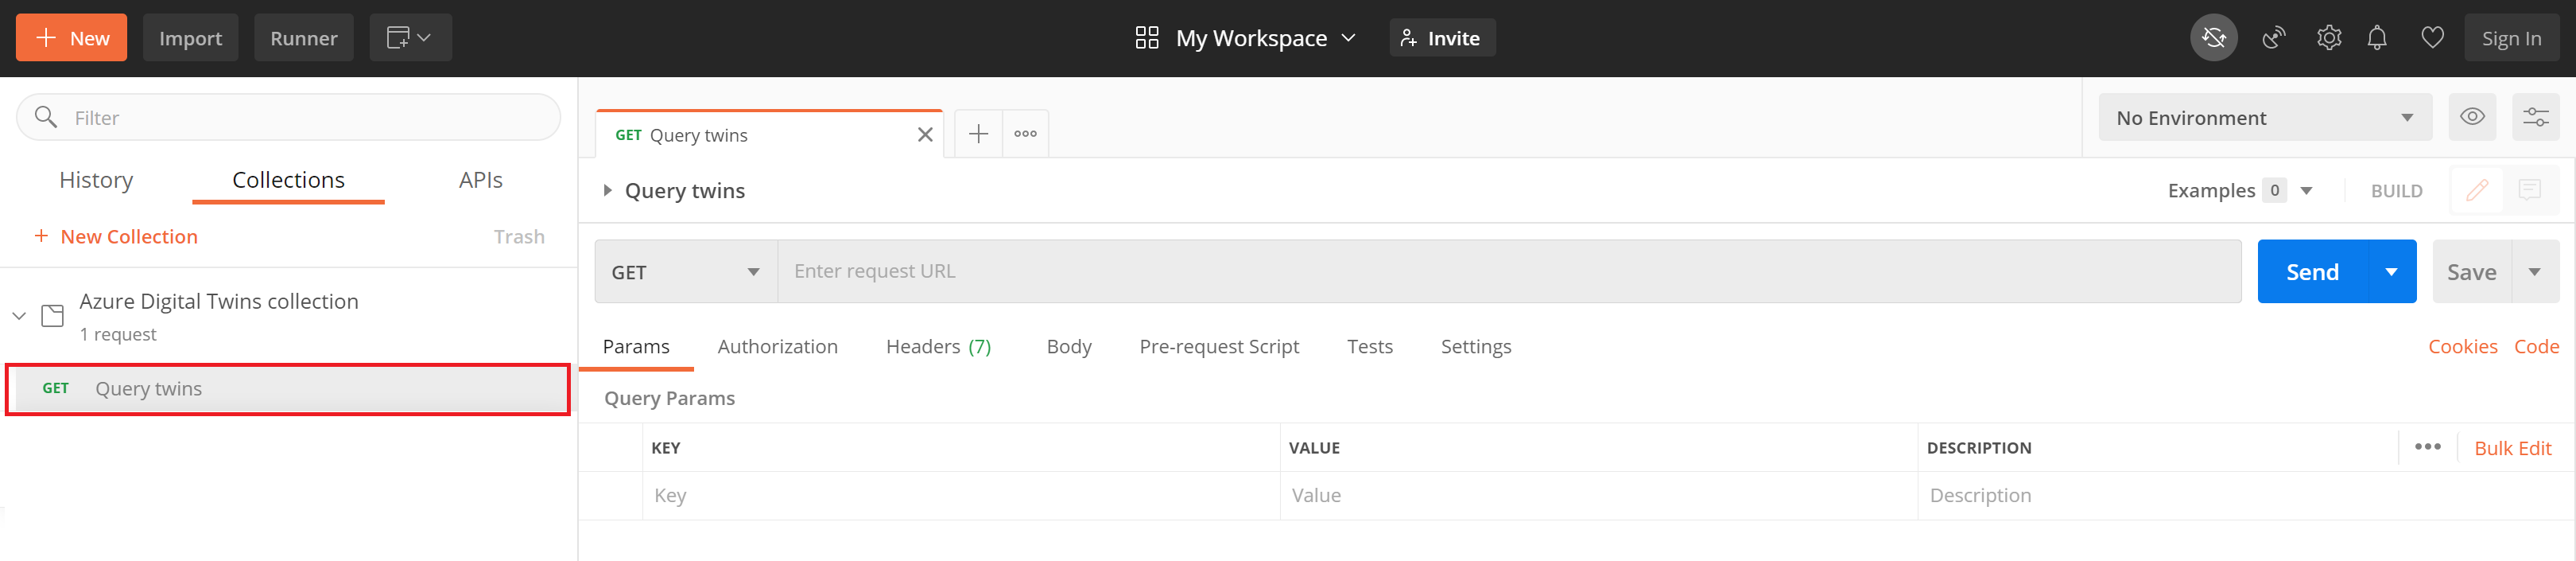 New Import Runner My Workspace Invite Sign In
Filter
GET Query twins
No Environment
History Collections APIs
Query twins
Examples 0 BUILD
+ New Collection Trash
GET Enter request URL Send Save
Azure Digital Twins collection
1 request
Params Authorization Headers (7) Body Pre-request Script Tests Settings Cookies Code
GET Query twins
Query Params
KEY VALUE DESCRIPTION Bulk Edit
Key Value Description